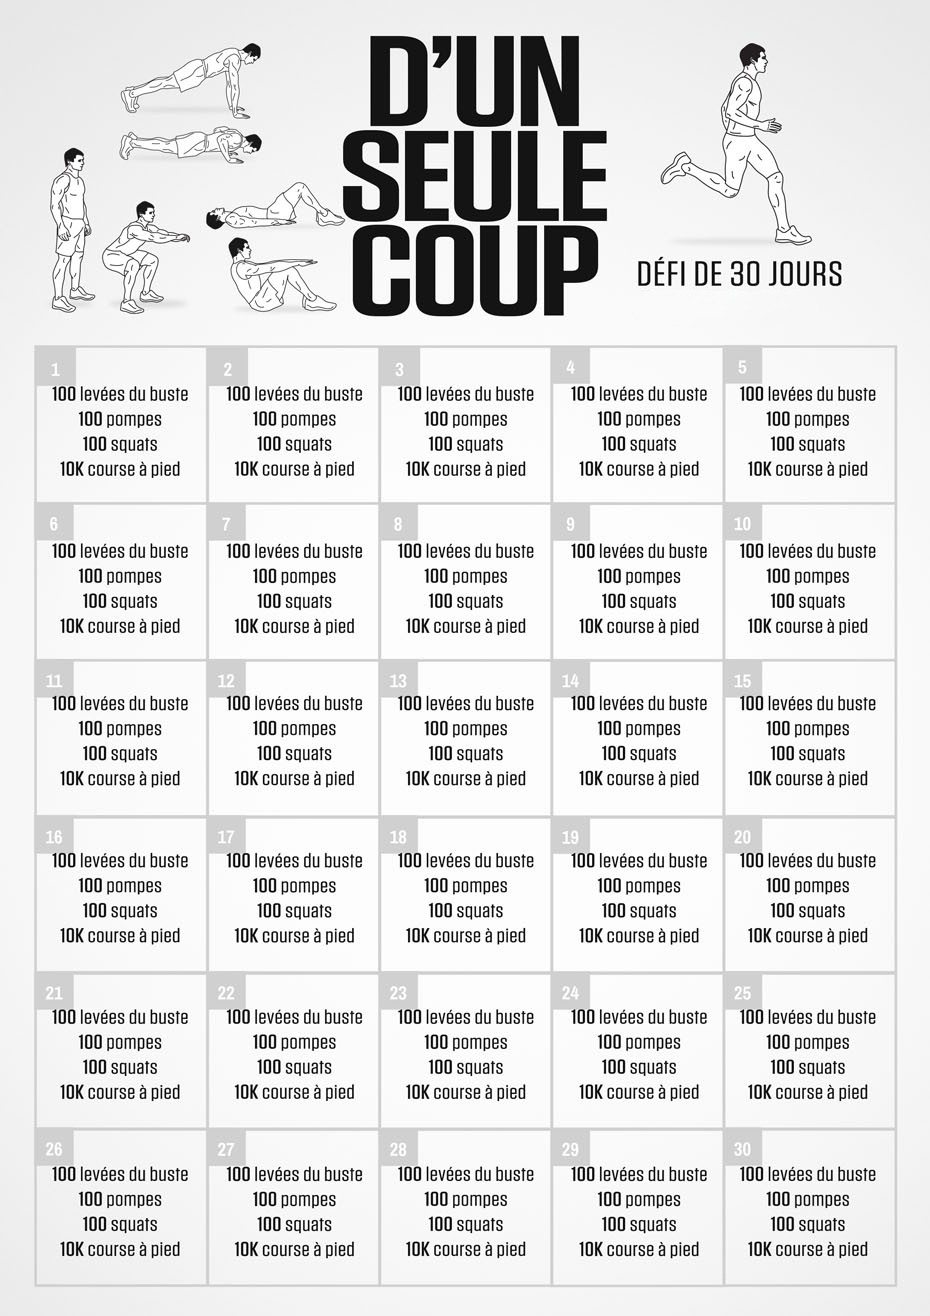 D'UN
SEULE
COUP
DÉFI DE 30 JOURS
1
100 levées du buste
100 pompes
100 squats
10K course à pied
2
100 levées du buste
100 pompes
100 squats
10K course à pied
3
100 levées du buste
100 pompes
100 squats
10K course à pied
4
100 levées du buste
100 pompes
100 squats
10K course à pied
5
100 levées du buste
100 pompes
100 squats
10K course à pied
6
100 levées du buste
100 pompes
100 squats
10K course à pied
7
100 levées du buste
100 pompes
100 squats
10K course à pied
8
100 levées du buste
100 pompes
100 squats
10K course à pied
9
100 levées du buste
100 pompes
100 squats
10K course à pied
10
100 levées du buste
100 pompes
100 squats
10K course à pied
11
100 levées du buste
100 pompes
100 squats
10K course à pied
12
100 levées du buste
100 pompes
100 squats
10K course à pied
13
100 levées du buste
100 pompes
100 squats
10K course à pied
14
100 levées du buste
100 pompes
100 squats
10K course à pied
15
100 levées du buste
100 pompes
100 squats
10K course à pied
16
100 levées du buste
100 pompes
100 squats
10K course à pied
17
100 levées du buste
100 pompes
100 squats
10K course à pied
18
100 levées du buste
100 pompes
100 squats
10K course à pied
19
100 levées du buste
100 pompes
100 squats
10K course à pied
20
100 levées du buste
100 pompes
100 squats
10K course à pied
21
100 levées du buste
100 pompes
100 squats
10K course à pied
22
100 levées du buste
100 pompes
100 squats
10K course à pied
23
100 levées du buste
100 pompes
100 squats
10K course à pied
24
100 levées du buste
100 pompes
100 squats
10K course à pied
25
100 levées du buste
100 pompes
100 squats
10K course à pied
26
100 levées du buste
100 pompes
100 squats
10K course à pied
27
100 levées du buste
100 pompes
100 squats
10K course à pied
28
100 levées du buste
100 pompes
100 squats
10K course à pied
29
100 levées du buste
100 pompes
100 squats
10K course à pied
30
100 levées du buste
100 pompes
100 squats
10K course à pied